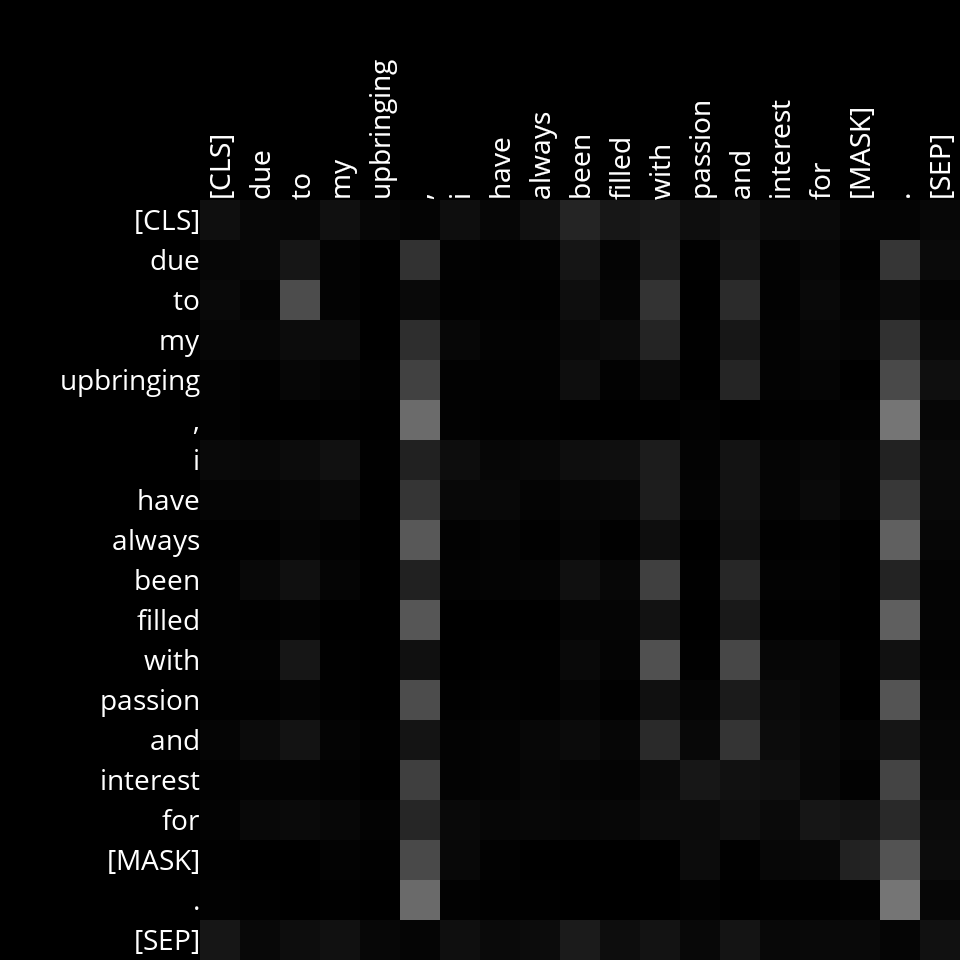 [CLS] due to my upbringing , i have always been filled with passion and interest for [MASK] . [SEP]
[CLS]
due
to
my
upbringing
,
i
have
always
been
filled
with
passion
and
interest
for
[MASK]
.
[SEP]